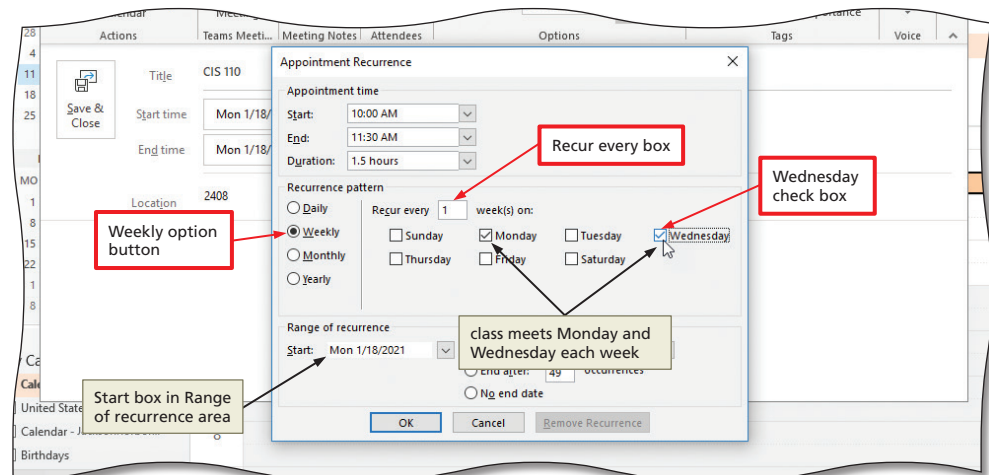 28
Actions
Teams Meeti...
Meeting Notes
Attendees
Options
Tags
Voice
4
11
18
25
Save &
Close
Title
CIS 110
Start time
Mon 1/18/
End time
Mon 1/18/
Location
2408
MO
1
8
15
22
1
8
Appointment Recurrence
Appointment time
Start: 10:00 AM
End: 11:30 AM
Duration: 1.5 hours
Recurrence pattern
Daily
Weekly
Monthly
Yearly
Recur every 1 week(s) on:
Sunday Monday Tuesday Wednesday
Thursday Friday Saturday
Range of recurrence
Start: Mon 1/18/2021
End after: 49 occurrences
No end date
OK Cancel Remove Recurrence
Recur every box
Wednesday
check box
Weekly option
button
class meets Monday and
Wednesday each week
Start box in Range
of recurrence area
Cale
United State
Calendar -
Birthdays